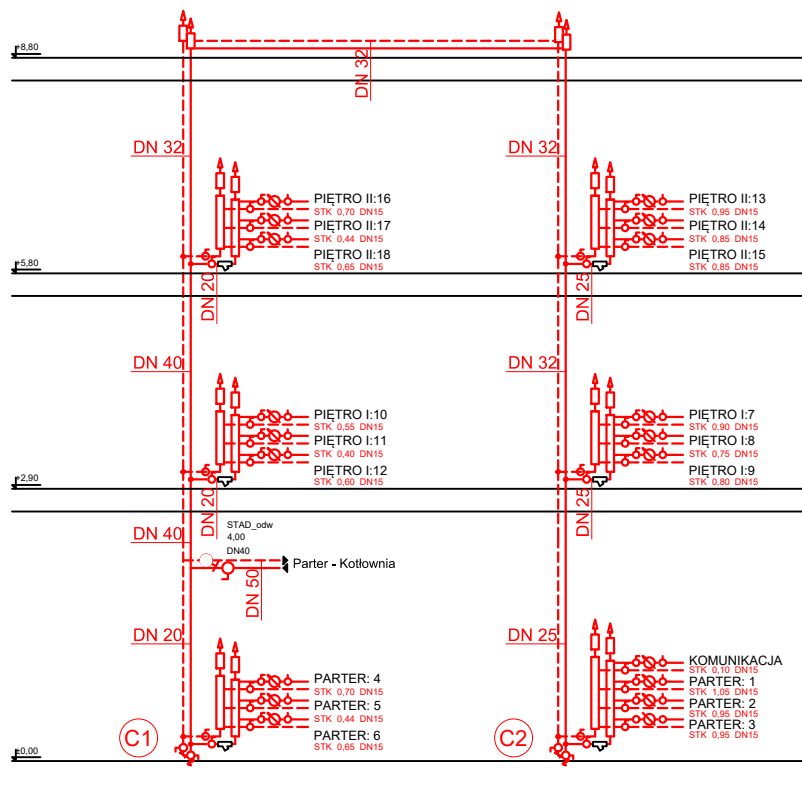 +8,80
DN 32
DN 32
DN 32
PIĘTRO II:16
STK 0,70 DN15
PIĘTRO II:17
STK 0,44 DN15
PIĘTRO II:18
STK 0,65 DN15
PIĘTRO II:13
STK 0,95 DN15
PIĘTRO II:14
STK 0,85 DN15
PIĘTRO II:15
STK 0,85 DN15
+5,80
DN 20
DN 25
DN 40
DN 32
PIĘTRO I:10
STK 0,55 DN15
PIĘTRO I:11
STK 0,40 DN15
PIĘTRO I:12
STK 0,60 DN15
PIĘTRO I:7
STK 0,90 DN15
PIĘTRO I:8
STK 0,75 DN15
PIĘTRO I:9
STK 0,80 DN15
+2,90
DN 20
DN 25
DN 40
STAD_odw
4,00
DN40
Parter - Kotłownia
DN 50
DN 20
DN 25
PARTER: 4
STK 0,70 DN15
PARTER: 5
STK 0,44 DN15
PARTER: 6
STK 0,65 DN15
KOMUNIKACJA
STK 0,10 DN15
PARTER: 1
STK 1,05 DN15
PARTER: 2
STK 0,95 DN15
PARTER: 3
STK 0,95 DN15
C1
C2
±0,00